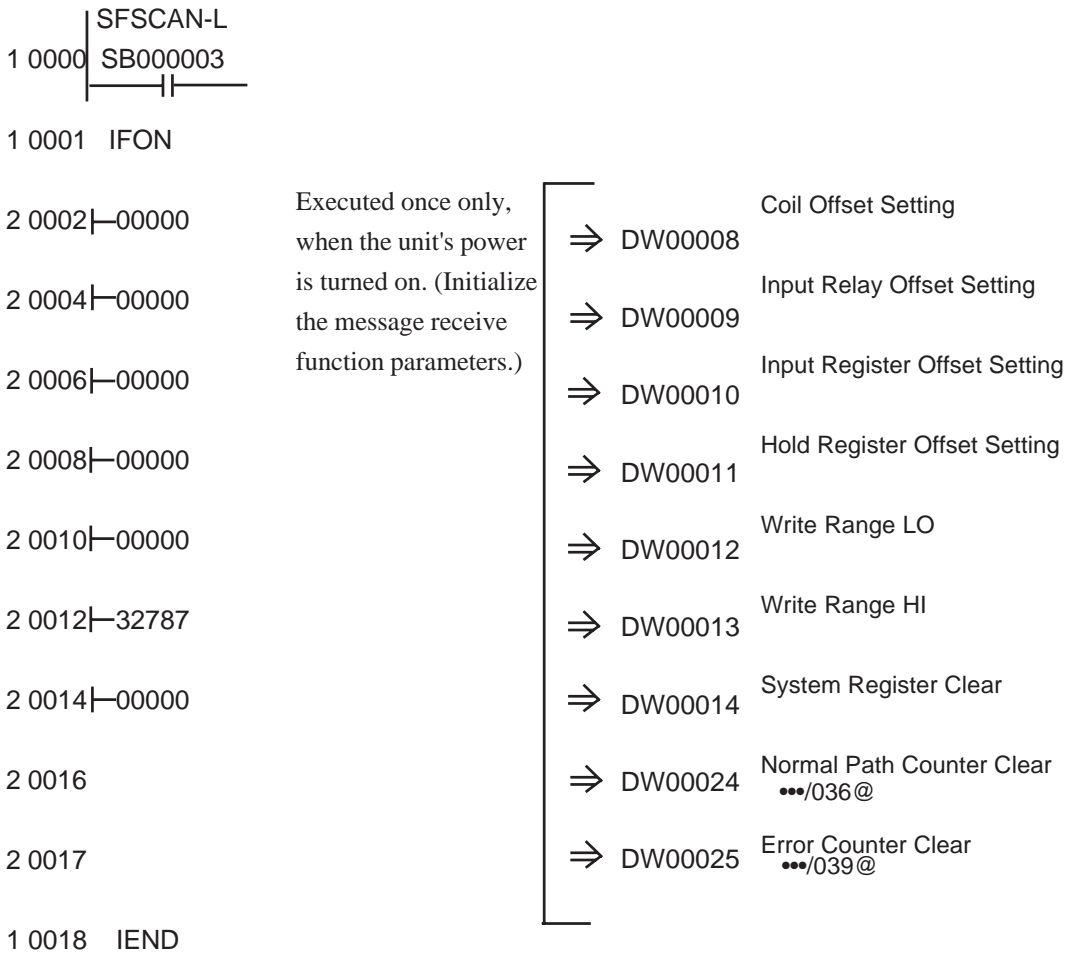 SFSCAN-L
1 0000 SB000003
1 0001 IFON
Executed once only,
when the unit's power
is turned on. (Initialize
the message receive
function parameters.)
2 0002 00000 ⇒ DW00008 Coil Offset Setting
2 0004 00000 ⇒ DW00009 Input Relay Offset Setting
2 0006 00000 ⇒ DW00010 Input Register Offset Setting
2 0008 00000 ⇒ DW00011 Hold Register Offset Setting
2 0010 00000 ⇒ DW00012 Write Range LO
2 0012 32787 ⇒ DW00013 Write Range HI
2 0014 00000 ⇒ DW00014 System Register Clear
2 0016 ⇒ DW00024 Normal Path Counter Clear
•••/036@
2 0017 ⇒ DW00025 Error Counter Clear
•••/039@
1 0018 IEND